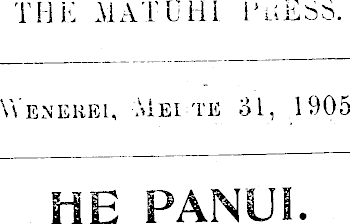 THE MATUHI PRESS.
WENEREI, MEI TE 31, 1905
HE PANUI.